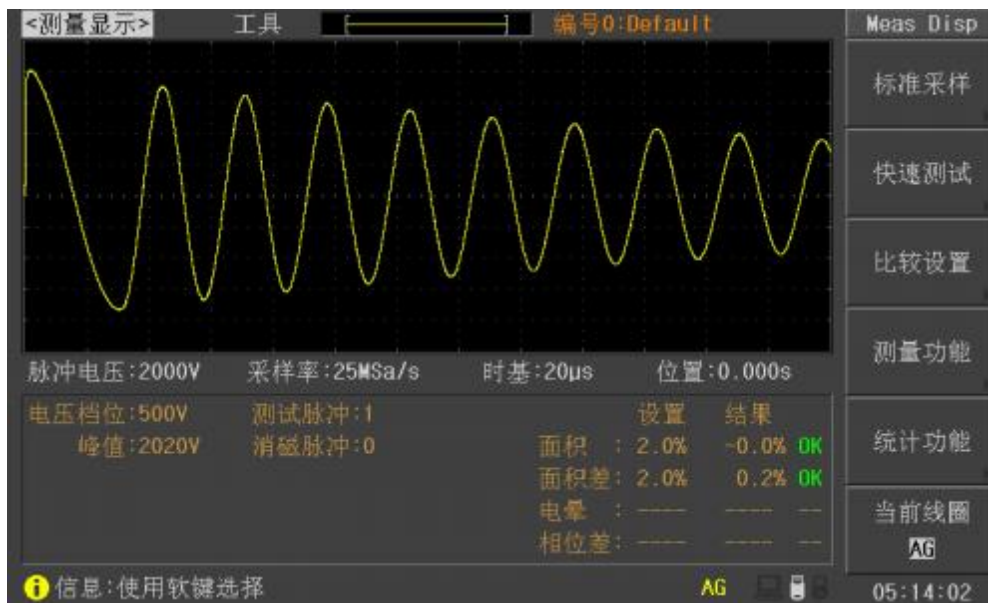 <测量显示> 工具 编号0:Default Meas Disp
标准采样
快速测试
比较设置
测量功能
脉冲电压:2000V 采样率:25MSa/s 时基:20μs 位置:0.000s
电压档位:500V 测试脉冲:1 设置 结果
峰值:2020V 消磁脉冲:0 面积 : 2.0% ~0.0% OK
面积差: 2.0% 0.2% OK
电晕 : ---- ---- --
相位差: ---- ---- --
统计功能
当前线圈
AG
信息:使用软键选择 AG 05:14:02